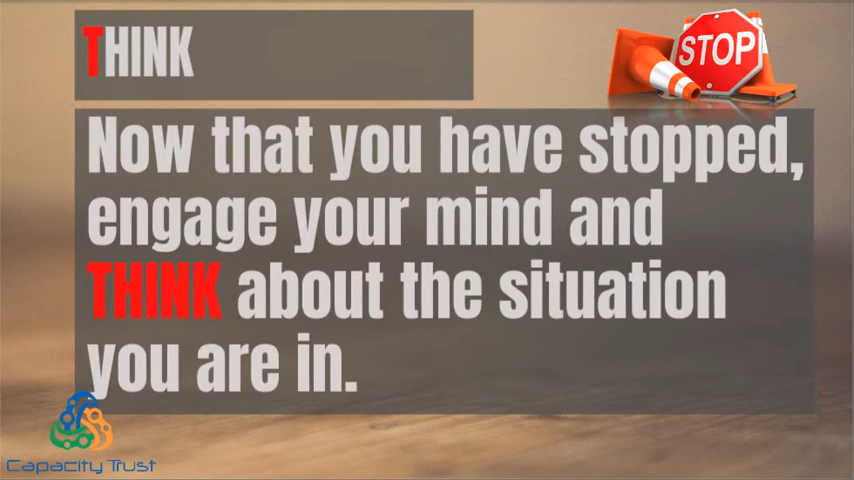 THINK
STOP
Now that you have stopped,
engage your mind and
THINK about the situation
you are in.
Capacity Trust